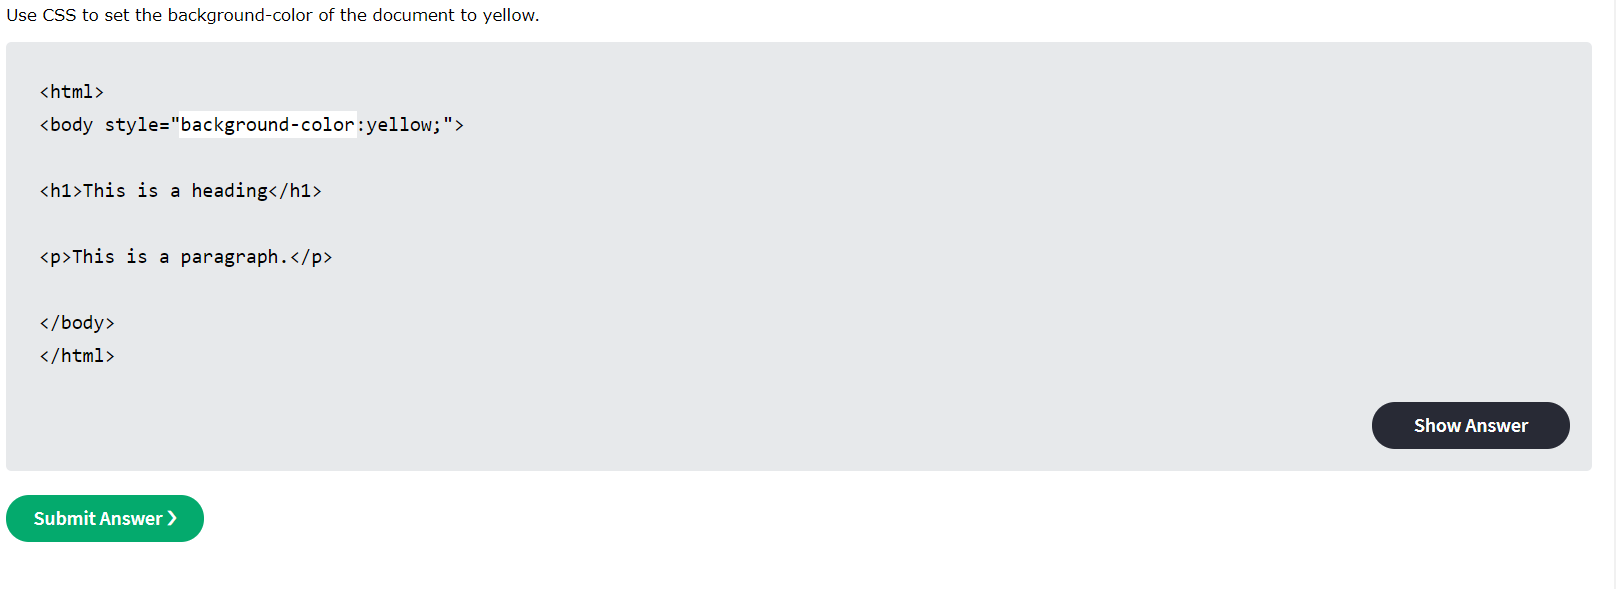 Use CSS to set the background-color of the document to yellow.
<html>
<body style="background-color:yellow;">
<h1>This is a heading</h1>
<p>This is a paragraph.</p>
</body>
</html>
Show Answer
Submit Answer ❯